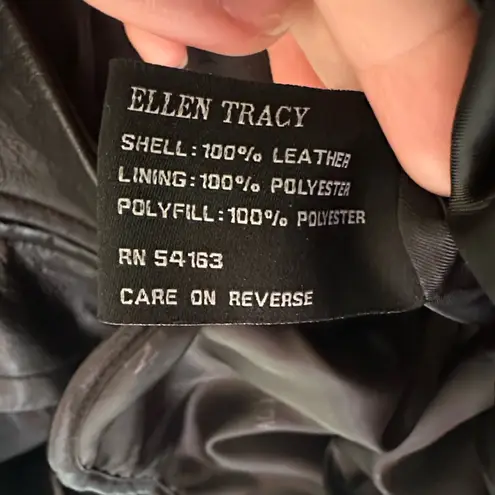 ELLEN TRACY
SHELL:100% LEATHER
LINING:100% POLYESTER
POLYFILL:100% POLYESTER
RN 54163
CARE ON REVERSE